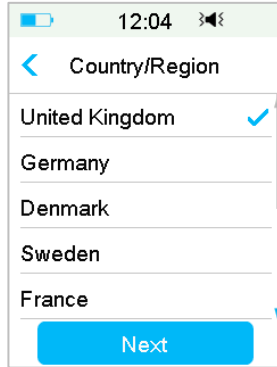 12:04
Country/Region
United Kingdom
Germany
Denmark
Sweden
France
Next